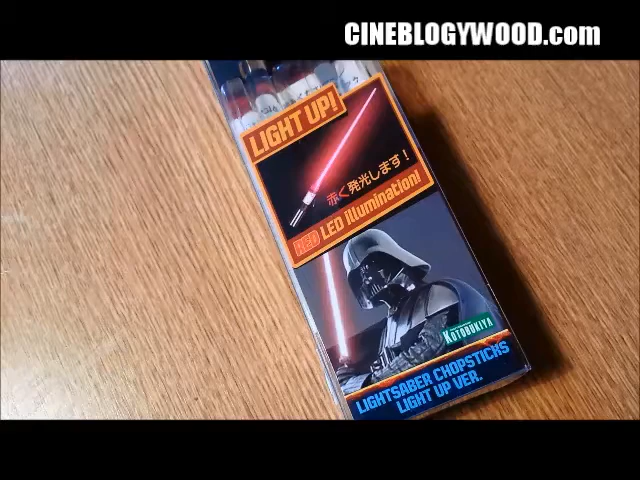 CINEBLOGYWOOD.com
LIGHT UP!
赤く発光します!
RED LED illumination!
KOTOBUKIYA
LIGHTSABER CHOPSTICKS
LIGHT UP VER.